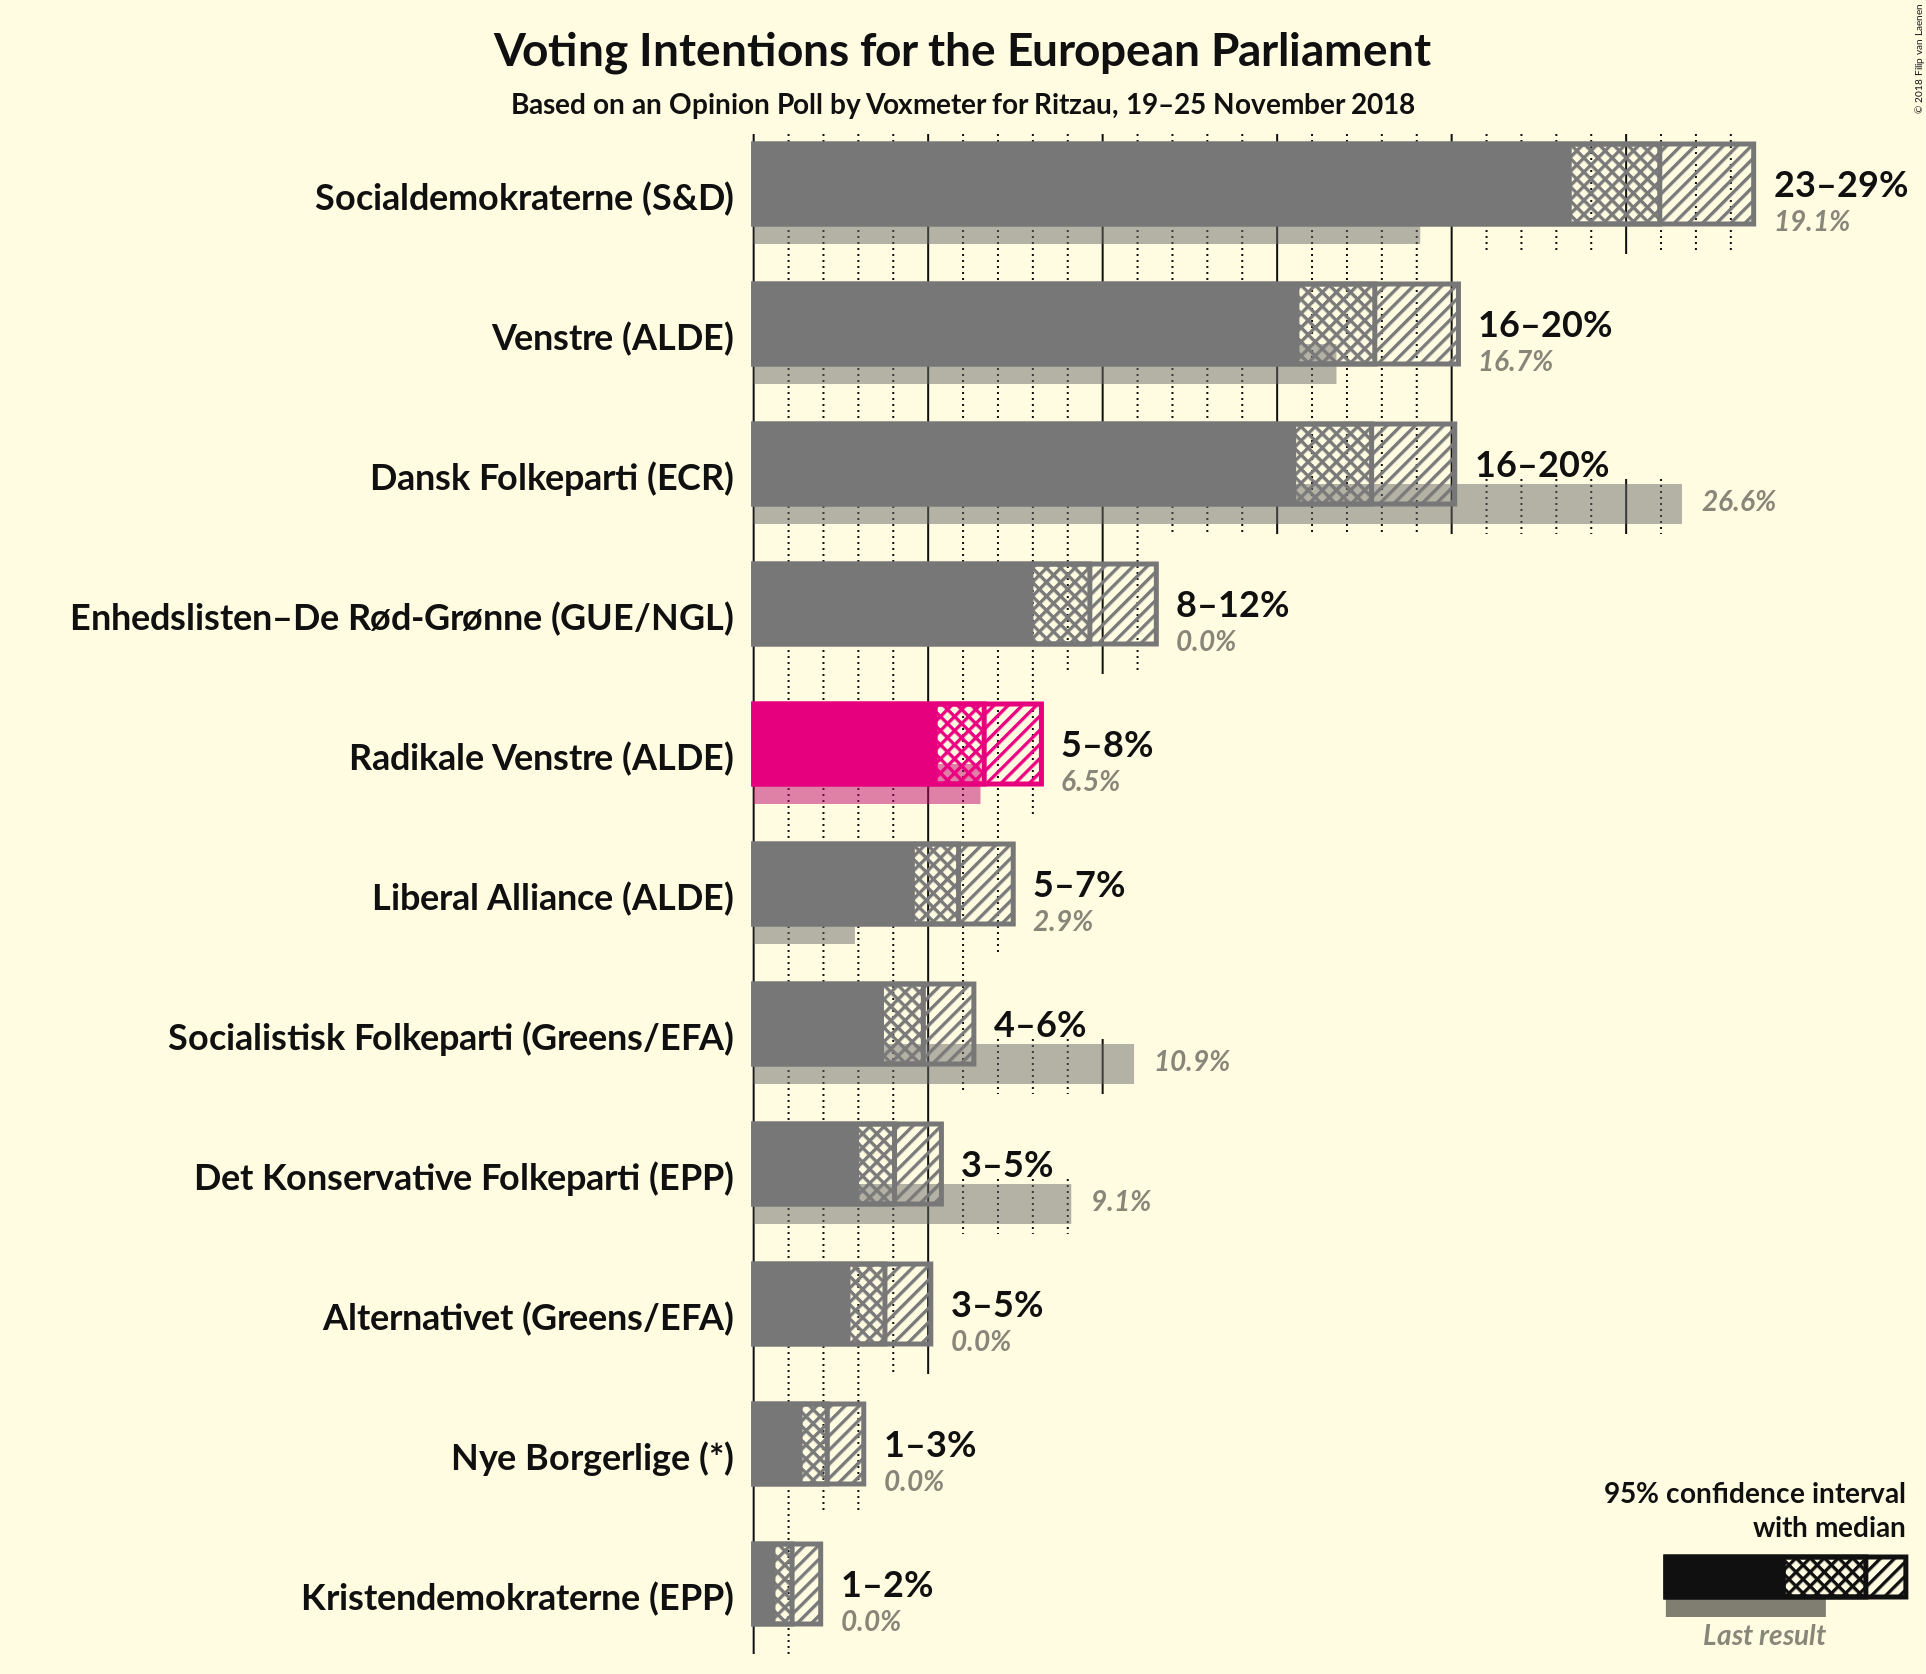 Voting Intentions for the European Parliament
Based on an Opinion Poll by Voxmeter for Ritzau, 19–25 November 2018
© 2018 Filip van Laenen
Socialdemokraterne (S&D)
23–29%
19.1%
Venstre (ALDE)
16–20%
16.7%
Dansk Folkeparti (ECR)
16–20%
26.6%
Enhedslisten–De Rød-Grønne (GUE/NGL)
8–12%
0.0%
Radikale Venstre (ALDE)
5–8%
6.5%
Liberal Alliance (ALDE)
5–7%
2.9%
Socialistisk Folkeparti (Greens/EFA)
4–6%
10.9%
Det Konservative Folkeparti (EPP)
3–5%
9.1%
Alternativet (Greens/EFA)
3–5%
0.0%
Nye Borgerlige (*)
1–3%
0.0%
Kristendemokraterne (EPP)
1–2%
0.0%
95% confidence interval
with median
Last result